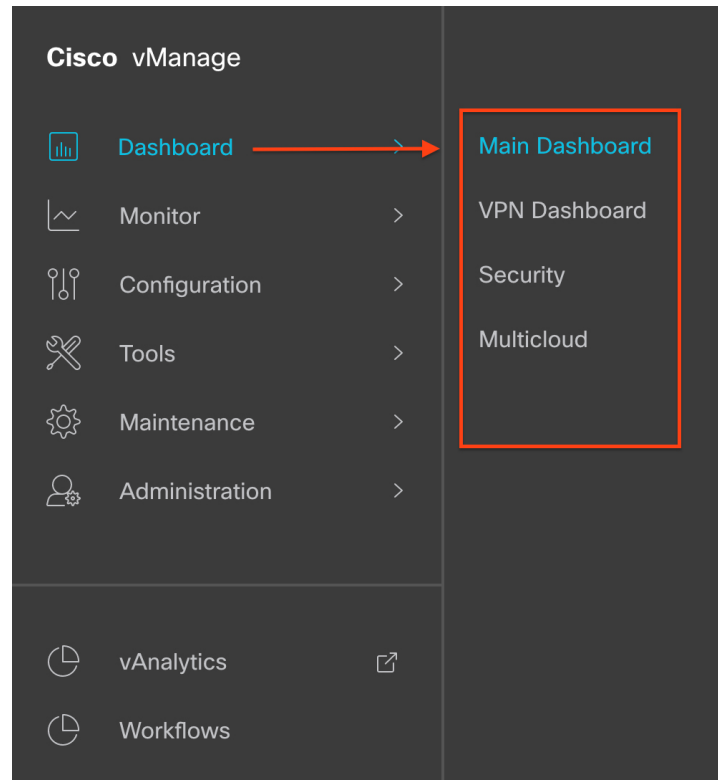 Cisco vManage
Dashboard
Monitor
Configuration
Tools
Maintenance
Administration
vAnalytics
Workflows
Main Dashboard
VPN Dashboard
Security
Multicloud